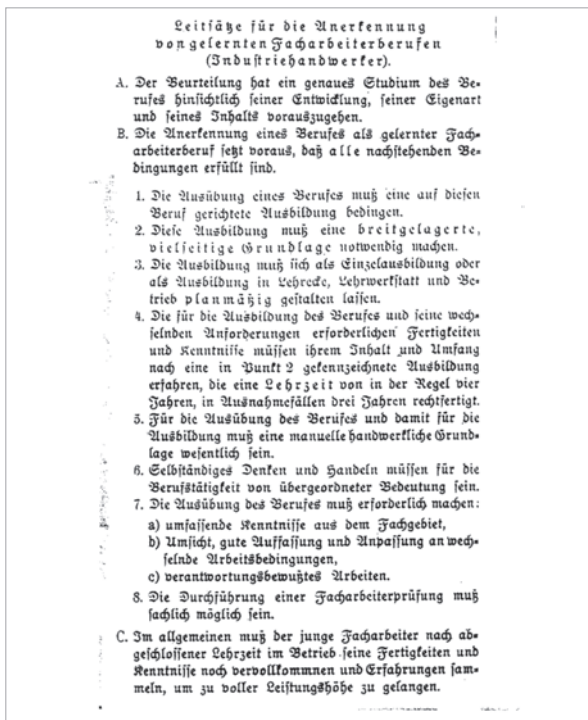 Leitsätze für die Anerkennung
von gelernten Facharbeiterberufen
(Industriehandwerker).
A. Der Beurteilung hat ein genaues Studium des Be-
rufes hinsichtlich seiner Entwicklung, seiner Eigenart
und seines Inhalts vorauszugehen.
B. Die Anerkennung eines Berufes als gelernter Fach-
arbeiterberuf setzt voraus, daß alle nachstehenden Be-
dingungen erfüllt sind.
1. Die Ausübung eines Berufes muß eine auf diesen
Beruf gerichtete Ausbildung bedingen.
2. Diese Ausbildung muß eine breitgelagerte,
vielseitige Grundlage notwendig machen.
3. Die Ausbildung muß sich als Einzelausbildung oder
als Ausbildung in Lehrecke, Lehrwerkstatt und Be-
trieb planmäßig gestalten lassen.
4. Die für die Ausbildung des Berufes und seine wech-
selnden Anforderungen erforderlichen Fertigkeiten
und Kenntnisse müssen ihrem Inhalt und Umfang
nach eine in Punkt 2 gekennzeichnete Ausbildung
erfahren, die eine Lehrzeit von in der Regel vier
Jahren, in Ausnahmefällen drei Jahren rechtfertigt.
5. Für die Ausübung des Berufes und damit für die
Ausbildung muß eine manuelle handwerkliche Grund-
lage wesentlich sein.
6. Selbständiges Denken und Handeln müssen für die
Berufstätigkeit von übergeordneter Bedeutung sein.
7. Die Ausübung des Berufes muß erforderlich machen:
a) umfassende Kenntnisse aus dem Fachgebiet,
b) Umsicht, gute Auffassung und Anpassung an wech-
selnde Arbeitsbedingungen,
c) verantwortungsbewußtes Arbeiten.
8. Die Durchführung einer Facharbeiterprüfung muß
sachlich möglich sein.
C. Im allgemeinen muß der junge Facharbeiter nach ab-
geschlossener Lehrzeit im Betrieb seine Fertigkeiten und
Kenntnisse noch vervollkommnen und Erfahrungen sam-
meln, um zu voller Leistungshöhe zu gelangen.